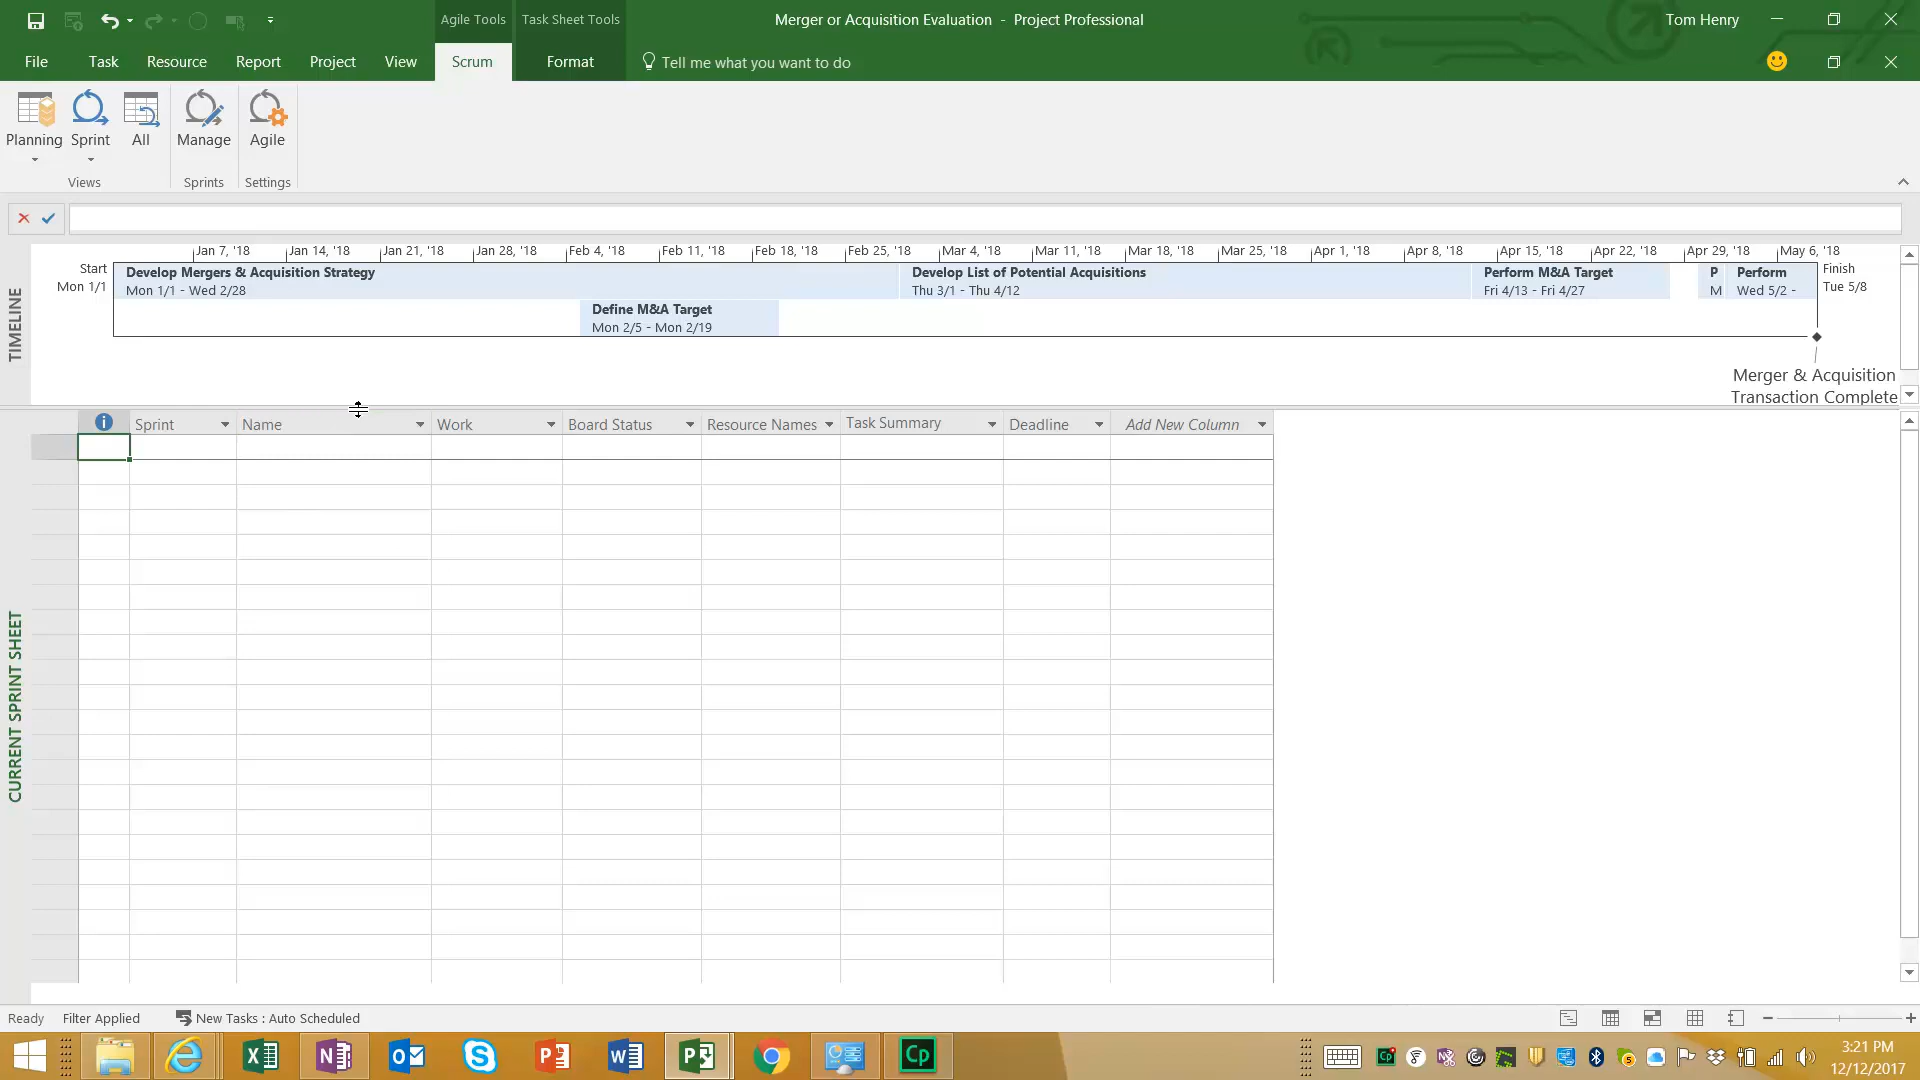 Agile Tools Task Sheet Tools Merger or Acquisition Evaluation - Project Professional Tom Henry
File Task Resource Report Project View Scrum Format Tell me what you want to do
Planning Sprint All Manage Agile
Views Sprints Settings
Jan 7, '18 Jan 14, '18 Jan 21, '18 Jan 28, '18 Feb 4, '18 Feb 11, '18 Feb 18, '18 Feb 25, '18 Mar 4, '18 Mar 11, '18 Mar 18, '18 Mar 25, '18 Apr 1, '18 Apr 8, '18 Apr 15, '18 Apr 22, '18 Apr 29, '18 May 6, '18
Start Develop Mergers & Acquisition Strategy Develop List of Potential Acquisitions Perform M&A Target P Perform Finish
Mon 1/1 Mon 1/1 - Wed 2/28 Thu 3/1 - Thu 4/12 Fri 4/13 - Fri 4/27 M Wed 5/2 - Tue 5/8
Define M&A Target
Mon 2/5 - Mon 2/19
TIMELINE
Merger & Acquisition
Transaction Complete
Sprint Name Work Board Status Resource Names Task Summary Deadline Add New Column
CURRENT SPRINT SHEET
Ready Filter Applied New Tasks : Auto Scheduled
3:21 PM
12/12/2017